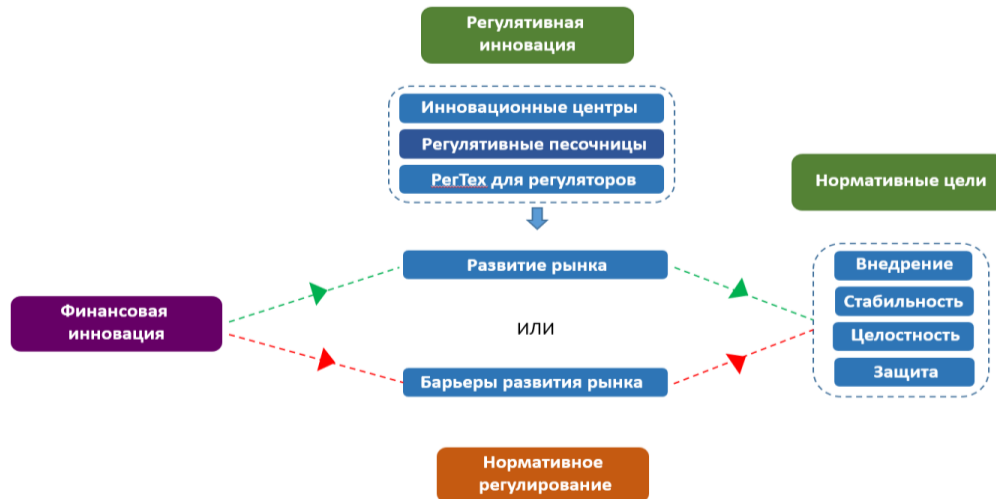 Регулятивная
инновация
Инновационные центры
Регулятивные песочницы
РегТех для регуляторов
Нормативные цели
Развитие рынка
Внедрение
Стабильность
Финансовая
инновация
или
Целостность
Барьеры развития рынка
Защита
Нормативное
регулирование